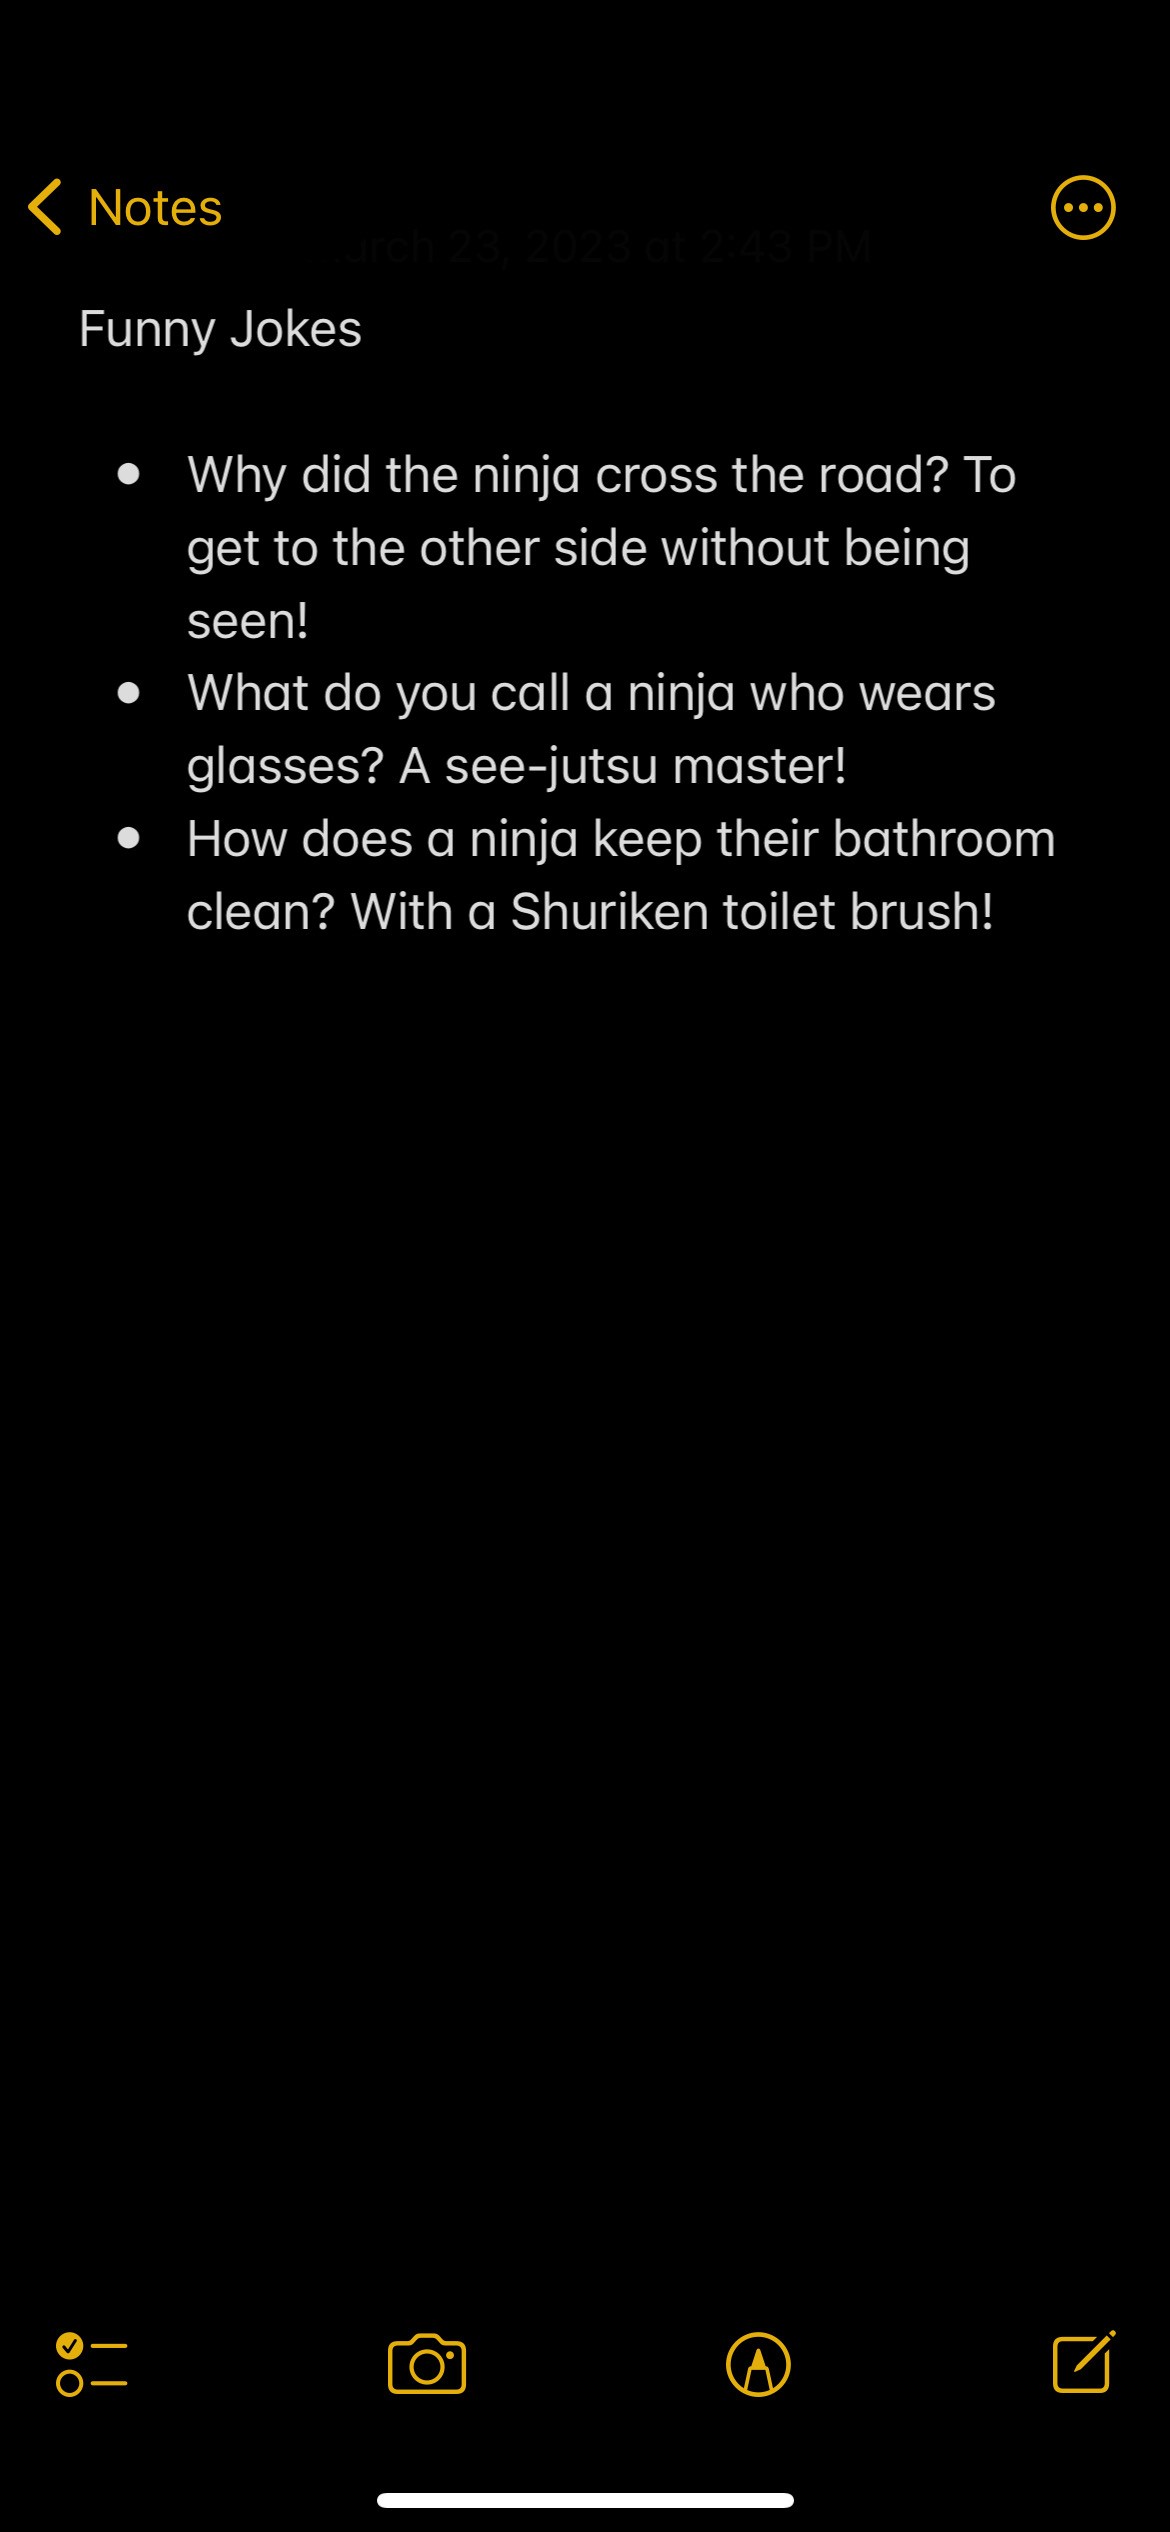 Notes
23, 2023 at 2:43 PM
Funny Jokes
Why did the ninja cross the road? To
get to the other side without being
seen!
What do you call a ninja who wears
glasses? A see-jutsu master!
How does a ninja keep their bathroom
clean? With a Shuriken toilet brush!